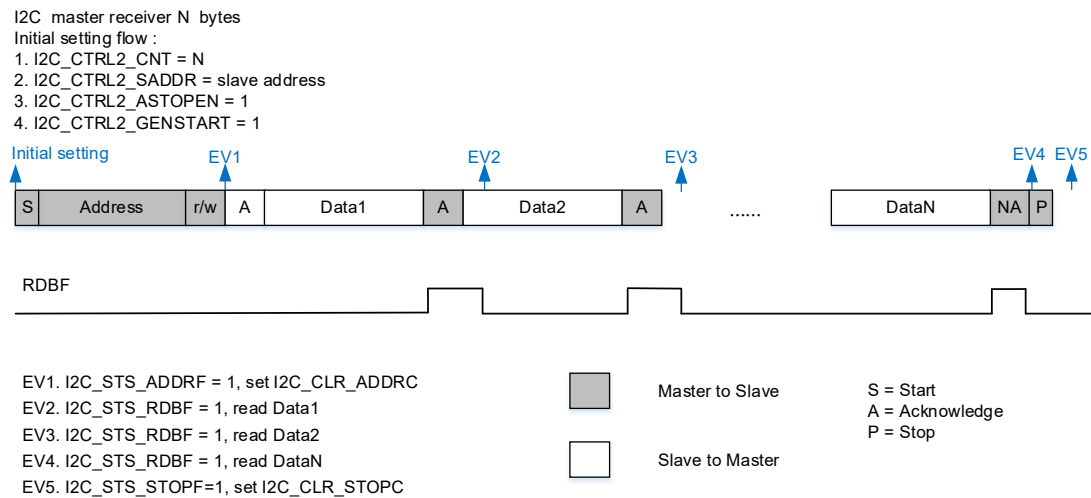 I2C master receiver N bytes
Initial setting flow :
1. I2C_CTRL2_CNT = N
2. I2C_CTRL2_SADDR = slave address
3. I2C_CTRL2_ASTOPEN = 1
4. I2C_CTRL2_GENSTART = 1
Initial setting EV1 EV2 EV3 EV4 EV5
S Address r/w A Data1 A Data2 A ...... DataN NA P
RDBF
EV1. I2C_STS_ADDRF = 1, set I2C_CLR_ADDRC
EV2. I2C_STS_RDBF = 1, read Data1
EV3. I2C_STS_RDBF = 1, read Data2
EV4. I2C_STS_RDBF = 1, read DataN
EV5. I2C_STS_STOPF=1, set I2C_CLR_STOPC
Master to Slave
Slave to Master
S = Start
A = Acknowledge
P = Stop